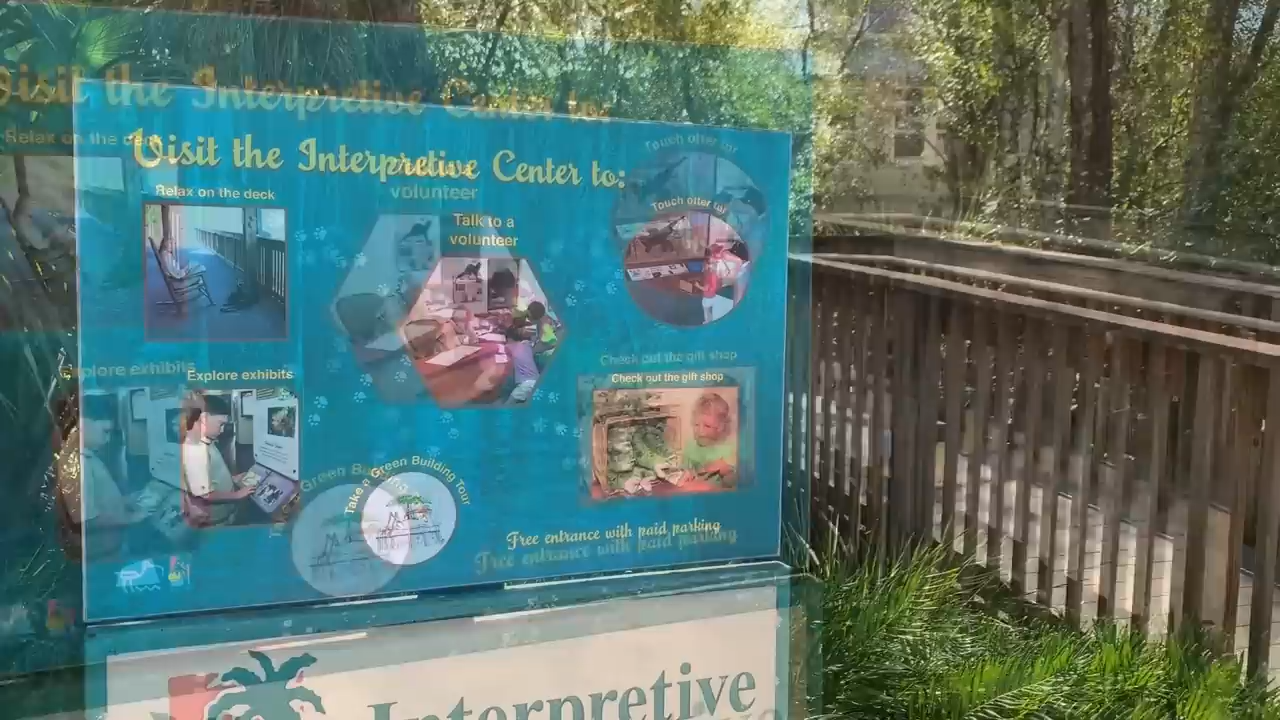 Visit the Interpretive Center to:
Relax on the deck
Talk to a
volunteer
Touch otter fur
Explore exhibits
Check out the gift shop
Take a Green Building Tour
Free entrance with paid parking
Interpretive